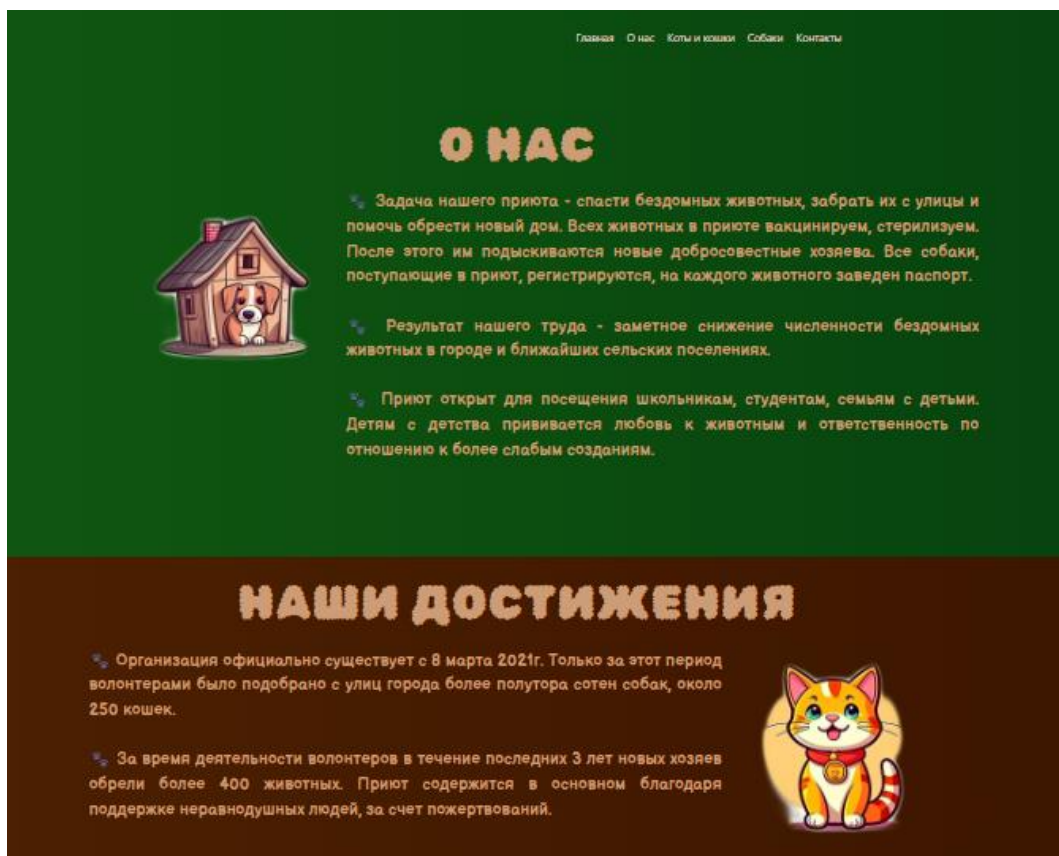 Главная О нас Коты и кошки Собаки Контакты
О НАС
🐾 Задача нашего приюта - спасти бездомных животных, забрать их с улицы и
помочь обрести новый дом. Всех животных в приюте вакцинируем, стерилизуем.
После этого им подыскиваются новые добросовестные хозяева. Все собаки,
поступающие в приют, регистрируются, на каждого животного заведен паспорт.
🐾 Результат нашего труда - заметное снижение численности бездомных
животных в городе и ближайших сельских поселениях.
🐾 Приют открыт для посещения школьникам, студентам, семьям с детьми.
Детям с детства прививается любовь к животным и ответственность по
отношению к более слабым созданиям.
НАШИ ДОСТИЖЕНИЯ
🐾 Организация официально существует с 8 марта 2021г. Только за этот период
волонтерами было подобрано с улиц города более полутора сотен собак, около
250 кошек.
🐾 За время деятельности волонтеров в течение последних 3 лет новых хозяев
обрели более 400 животных. Приют содержится в основном благодаря
поддержке неравнодушных людей, за счет пожертвований.